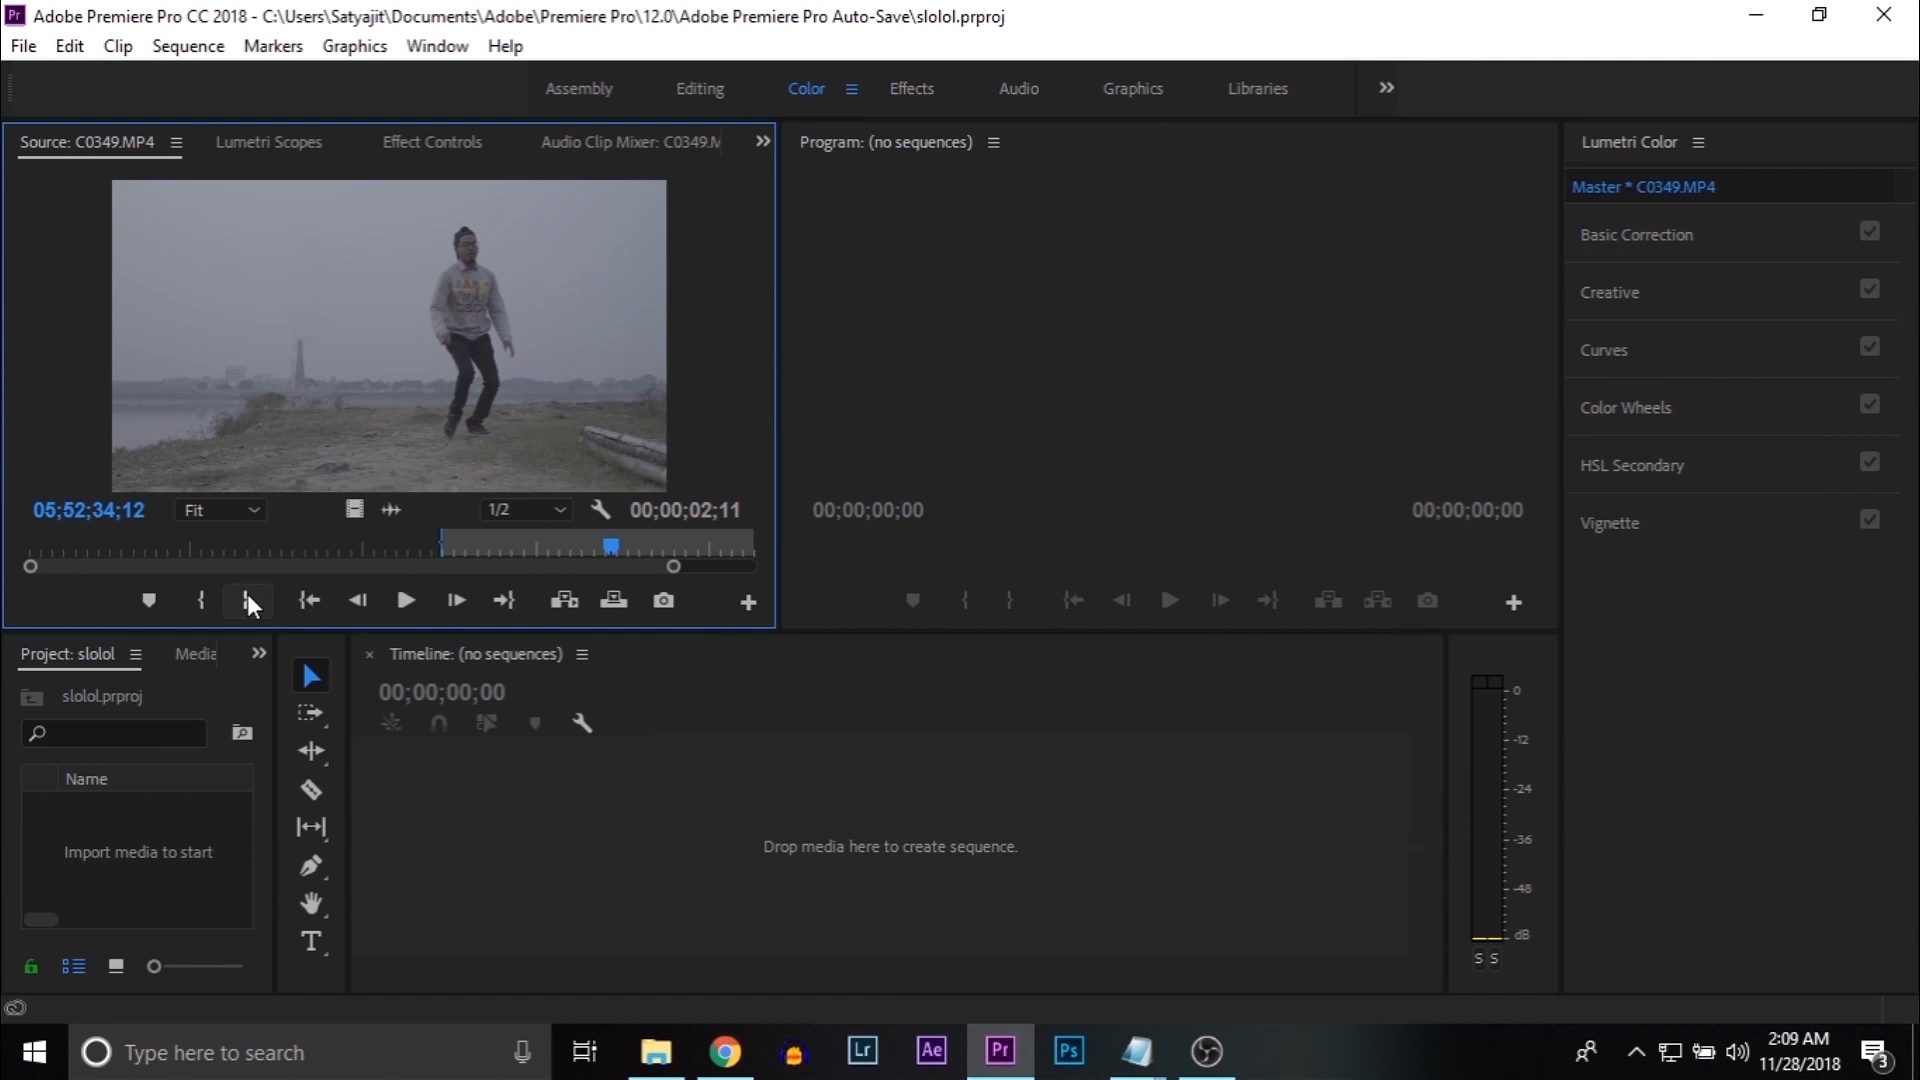 Pr Adobe Premiere Pro CC 2018 - C:\Users\Satyajit\Documents\Adobe\Premiere Pro\12.0\Adobe Premiere Pro Auto-Save\slolol.prproj
File Edit Clip Sequence Markers Graphics Window Help
Assembly Editing Color Effects Audio Graphics Libraries
Source: C0349.MP4 Lumetri Scopes Effect Controls Audio Clip Mixer: C0349.M
Program: (no sequences)
Lumetri Color
Master * C0349.MP4
Basic Correction
Creative
Curves
Color Wheels
HSL Secondary
Vignette
05;52;34;12 Fit 1/2 00;00;02;11
00;00;00;00 00;00;00;00
Project: slolol Media
slolol.prproj
Name
Import media to start
T
Timeline: (no sequences)
00;00;00;00
Drop media here to create sequence.
0
-12
-24
-36
-48
dB
S S
Type here to search
Lr Ae Pr Ps
2:09 AM
11/28/2018
3